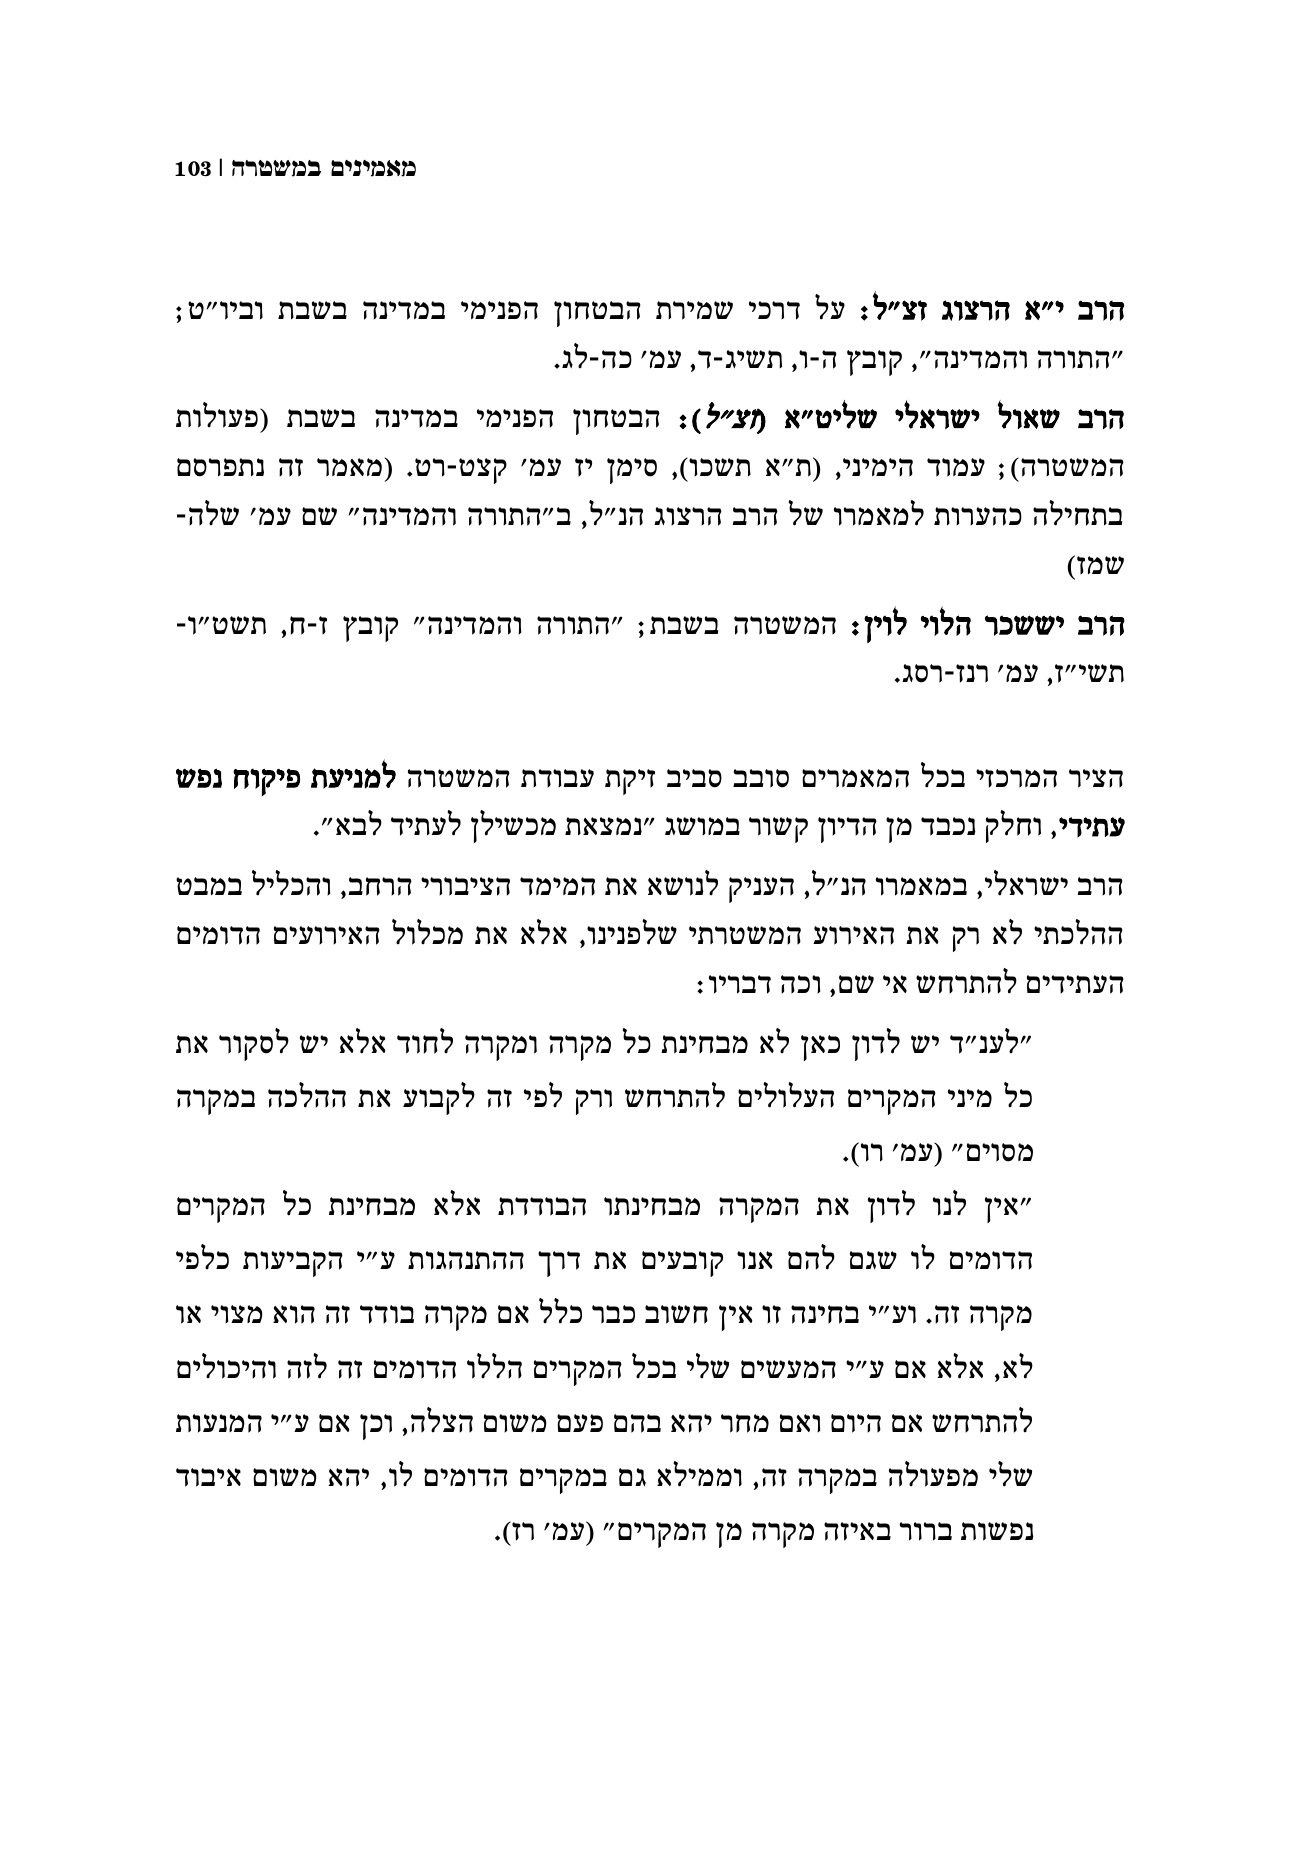 מאמינים במשטרה | 103
הרב י״א הרצוג זצ״ל: על דרכי שמירת הבטחון הפנימי במדינה בשבת וביו״ט;
״התורה והמדינה״, קובץ ה-ו, תשיג-ד, עמ׳ כה-לג.
הרב שאול ישראלי שליט״א (זצ״ל): הבטחון הפנימי במדינה בשבת (פעולות
המשטרה); עמוד הימיני, (ת״א תשכו), סימן יז עמ׳ קצט-רט. (מאמר זה נתפרסם
בתחילה כהערות למאמרו של הרב הרצוג הנ״ל, ב״התורה והמדינה״ שם עמ׳ שלה-
שמז)
הרב יששכר הלוי לוין: המשטרה בשבת; ״התורה והמדינה״ קובץ ז-ח, תשט״ו-
תשי״ז, עמ׳ רנז-רסג.
הציר המרכזי בכל המאמרים סובב סביב זיקת עבודת המשטרה למניעת פיקוח נפש
עתידי, וחלק נכבד מן הדיון קשור במושג ״נמצאת מכשילן לעתיד לבא״.
הרב ישראלי, במאמרו הנ״ל, העניק לנושא את המימד הציבורי הרחב, והכליל במבט
ההלכתי לא רק את האירוע המשטרתי שלפנינו, אלא את מכלול האירועים הדומים
העתידים להתרחש אי שם, וכה דבריו:
״לענ״ד יש לדון כאן לא מבחינת כל מקרה ומקרה לחוד אלא יש לסקור את
כל מיני המקרים העלולים להתרחש ורק לפי זה לקבוע את ההלכה במקרה
מסוים״ (עמ׳ רו).
״אין לנו לדון את המקרה מבחינתו הבודדת אלא מבחינת כל המקרים
הדומים לו שגם להם אנו קובעים את דרך ההתנהגות ע״י הקביעות כלפי
מקרה זה. וע״י בחינה זו אין חשוב כבר כלל אם מקרה בודד זה הוא מצוי או
לא, אלא אם ע״י המעשים שלי בכל המקרים הללו הדומים זה לזה והיכולים
להתרחש אם היום ואם מחר יהא בהם פעם משום הצלה, וכן אם ע״י המנעות
שלי מפעולה במקרה זה, וממילא גם במקרים הדומים לו, יהא משום איבוד
נפשות ברור באיזה מקרה מן המקרים״ (עמ׳ רז).